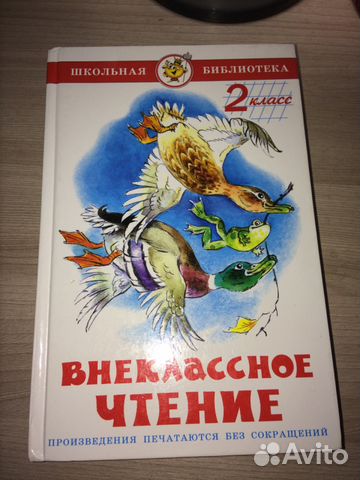 ШКОЛЬНАЯ БИБЛИОТЕКА
2 класс
ВНЕКЛАССНОЕ
ЧТЕНИЕ
ПРОИЗВЕДЕНИЯ ПЕЧАТАЮТСЯ БЕЗ СОКРАЩЕНИЙ
Avito